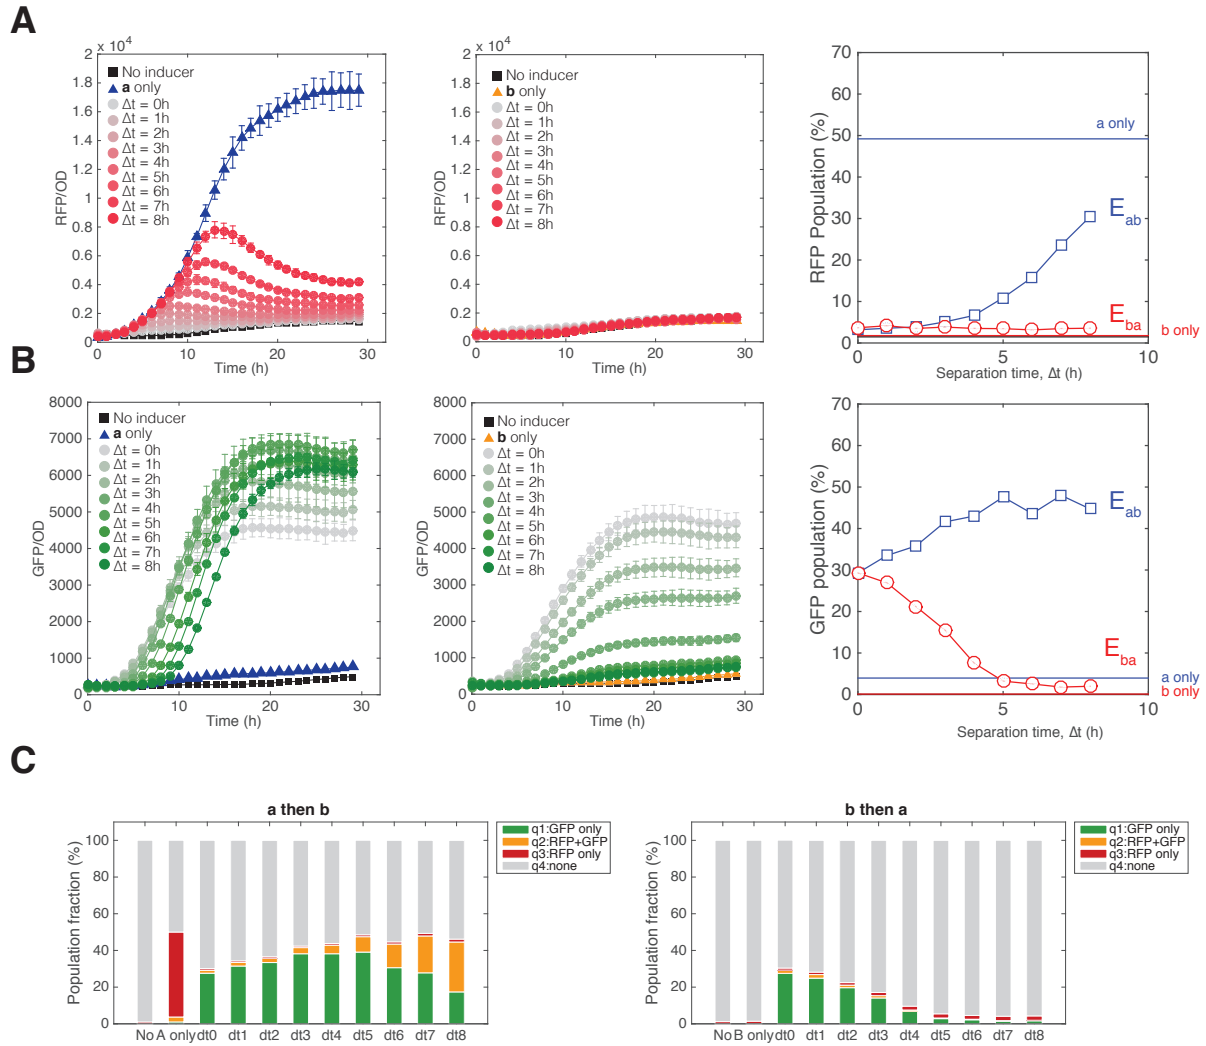 A
2 x 10⁴
1.8
1.6
1.4
1.2
1
0.8
0.6
0.4
0.2
0
0 10 20 30
RFP/OD
Time (h)
No inducer
a only
Δt = 0h
Δt = 1h
Δt = 2h
Δt = 3h
Δt = 4h
Δt = 5h
Δt = 6h
Δt = 7h
Δt = 8h
2 x 10⁴
1.8
1.6
1.4
1.2
1
0.8
0.6
0.4
0.2
0
0 10 20 30
RFP/OD
Time (h)
No inducer
b only
Δt = 0h
Δt = 1h
Δt = 2h
Δt = 3h
Δt = 4h
Δt = 5h
Δt = 6h
Δt = 7h
Δt = 8h
70
60
50
40
30
20
10
0
0 5 10
RFP Population (%)
Separation time, Δt (h)
a only
Eab
Eba
b only
B
8000
7000
6000
5000
4000
3000
2000
1000
0
0 10 20 30
GFP/OD
Time (h)
No inducer
a only
Δt = 0h
Δt = 1h
Δt = 2h
Δt = 3h
Δt = 4h
Δt = 5h
Δt = 6h
Δt = 7h
Δt = 8h
8000
7000
6000
5000
4000
3000
2000
1000
0
0 10 20 30
GFP/OD
Time (h)
No inducer
b only
Δt = 0h
Δt = 1h
Δt = 2h
Δt = 3h
Δt = 4h
Δt = 5h
Δt = 6h
Δt = 7h
Δt = 8h
70
60
50
40
30
20
10
0
0 5 10
GFP population (%)
Separation time, Δt (h)
Eab
Eba
a only
b only
C
a then b
100
80
60
40
20
0
Population fraction (%)
No A only dt0 dt1 dt2 dt3 dt4 dt5 dt6 dt7 dt8
q1:GFP only
q2:RFP+GFP
q3:RFP only
q4:none
b then a
100
80
60
40
20
0
Population fraction (%)
No B only dt0 dt1 dt2 dt3 dt4 dt5 dt6 dt7 dt8
q1:GFP only
q2:RFP+GFP
q3:RFP only
q4:none